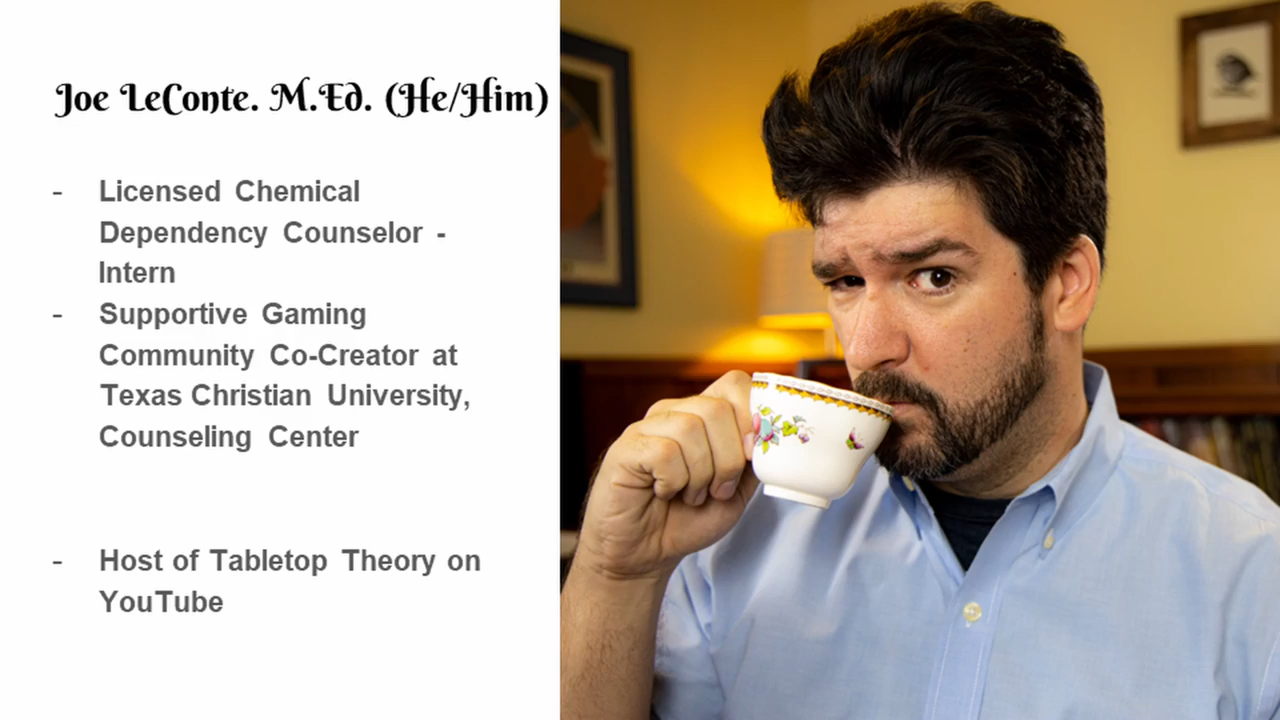 Joe LeConte. M.Ed. (He/Him)
- Licensed Chemical
Dependency Counselor -
Intern
- Supportive Gaming
Community Co-Creator at
Texas Christian University,
Counseling Center
- Host of Tabletop Theory on
YouTube